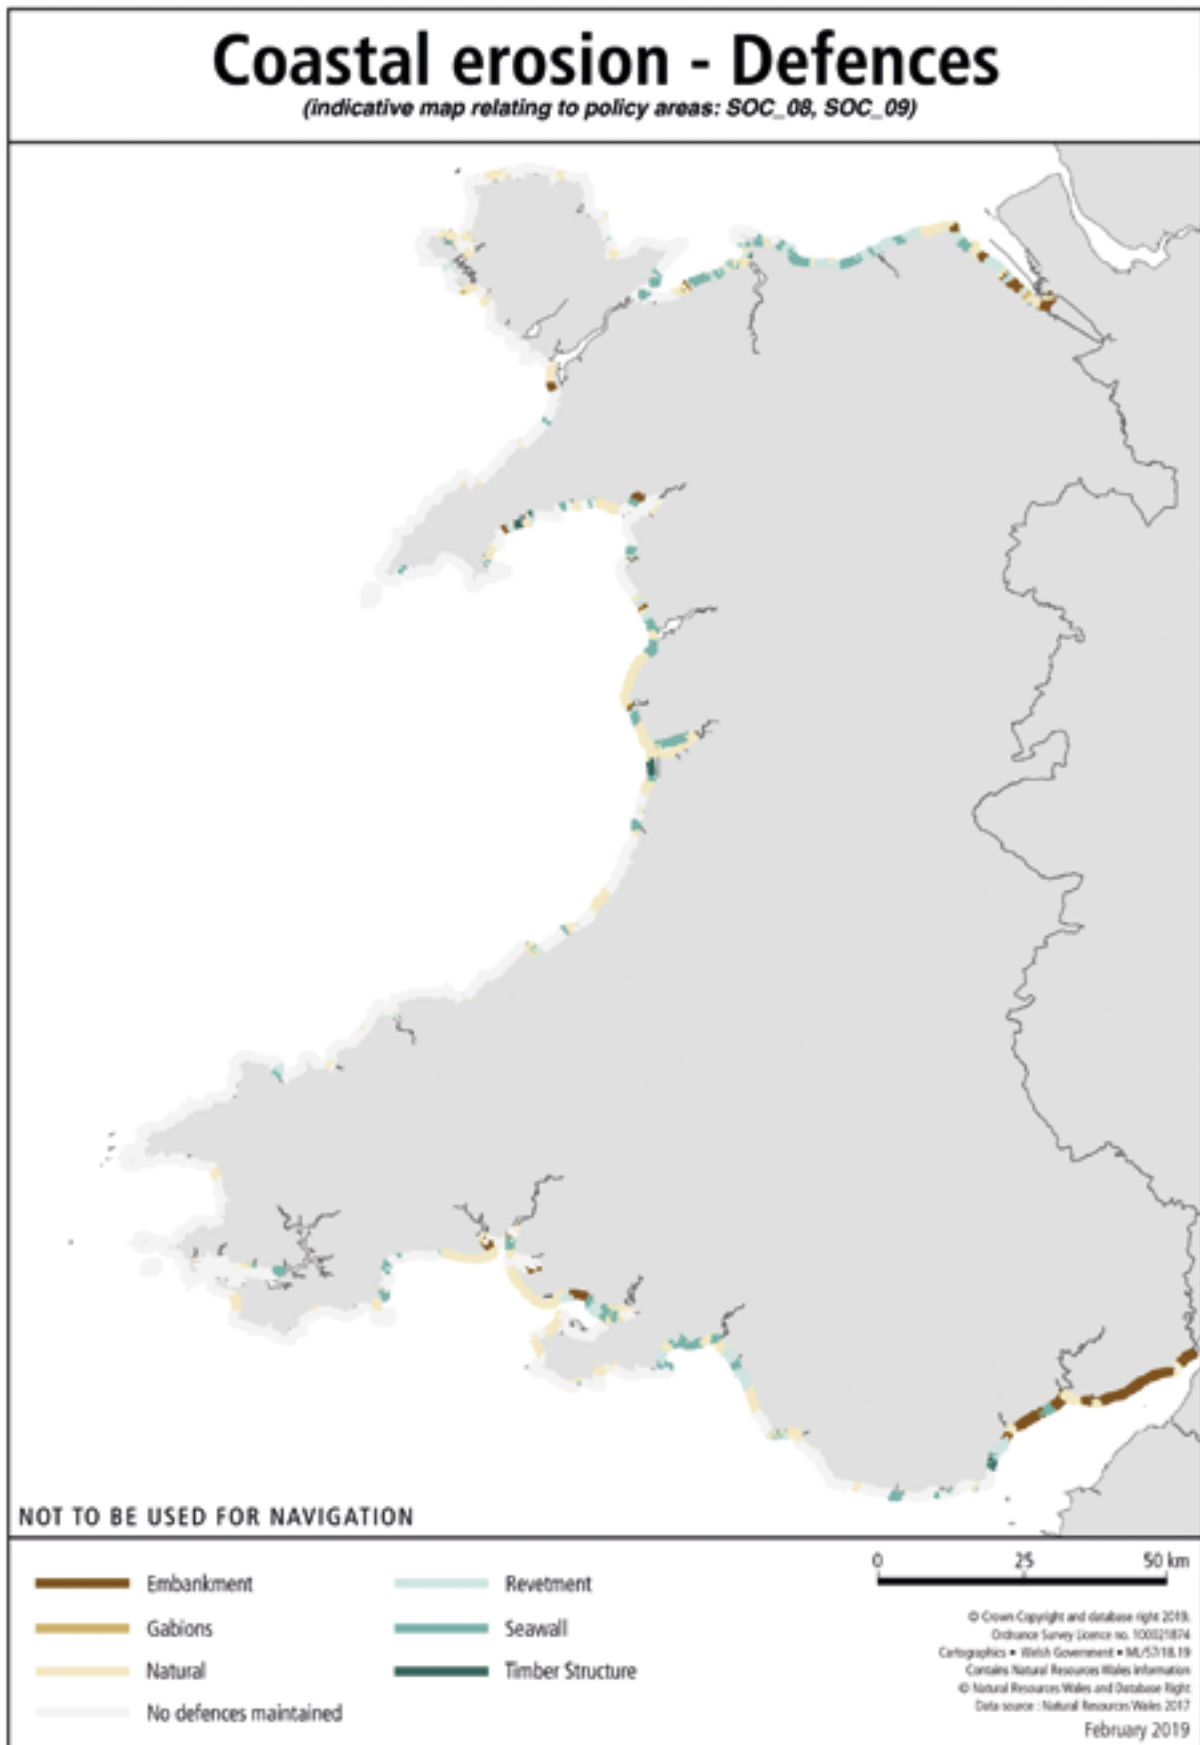 Coastal erosion - Defences
(indicative map relating to policy areas: SOC_08, SOC_09)
NOT TO BE USED FOR NAVIGATION
Embankment
Gabions
Natural
No defences maintained
Revetment
Seawall
Timber Structure
0 25 50 km
© Crown Copyright and database right 2019.
Ordnance Survey Licence no. 100021874
Cartographics • Welsh Government • ML/57/18.19
Contains Natural Resources Wales Information
© Natural Resources Wales and Database Right
Data source : Natural Resources Wales 2017
February 2019